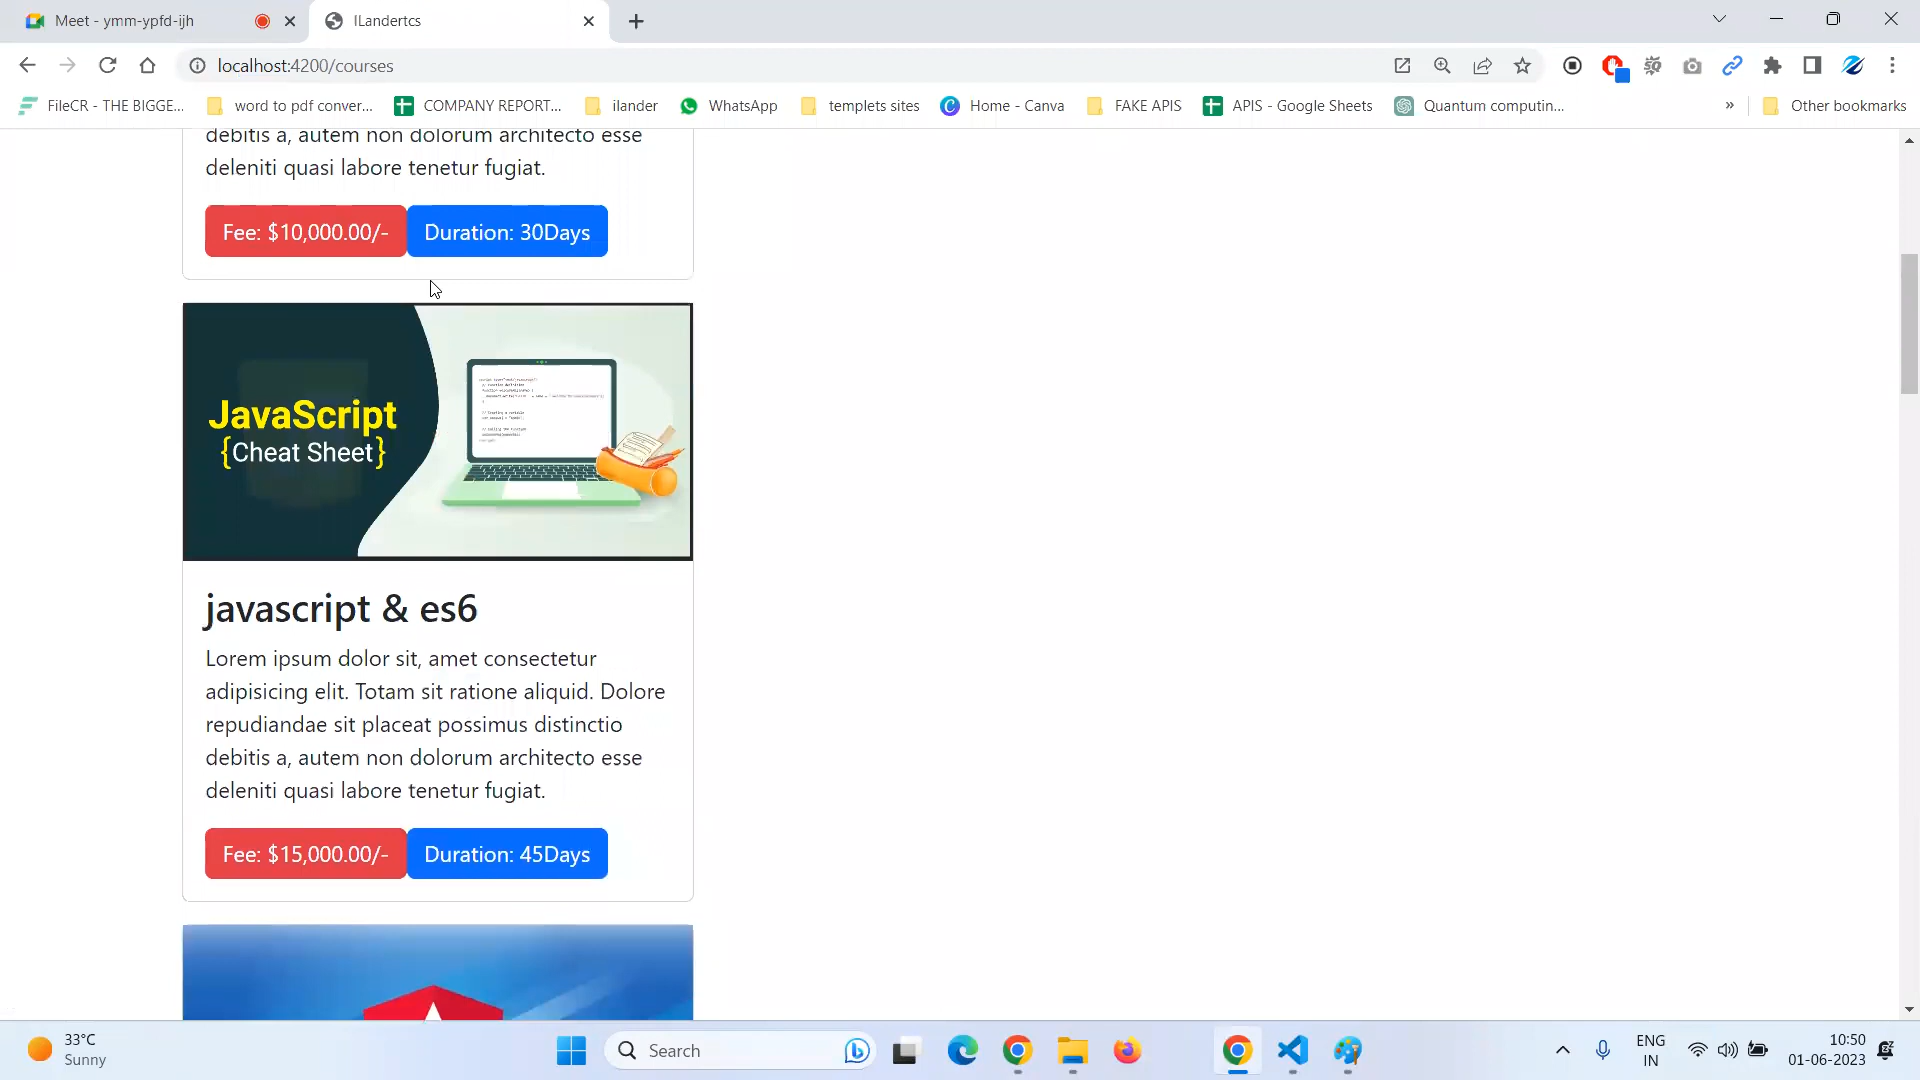 Meet - ymm-ypfd-ijh
ILandertcs
localhost:4200/courses
FileCR - THE BIGGE...
word to pdf conver...
COMPANY REPORT...
ilander
WhatsApp
templets sites
Home - Canva
FAKE APIS
APIS - Google Sheets
Quantum computin...
»
Other bookmarks
debitis a, autem non dolorum architecto esse
deleniti quasi labore tenetur fugiat.
Fee: $10,000.00/-
Duration: 30Days
JavaScript
{Cheat Sheet}
javascript & es6
Lorem ipsum dolor sit, amet consectetur
adipisicing elit. Totam sit ratione aliquid. Dolore
repudiandae sit placeat possimus distinctio
debitis a, autem non dolorum architecto esse
deleniti quasi labore tenetur fugiat.
Fee: $15,000.00/-
Duration: 45Days
33°C
Sunny
Search
ENG
IN
10:50
01-06-2023